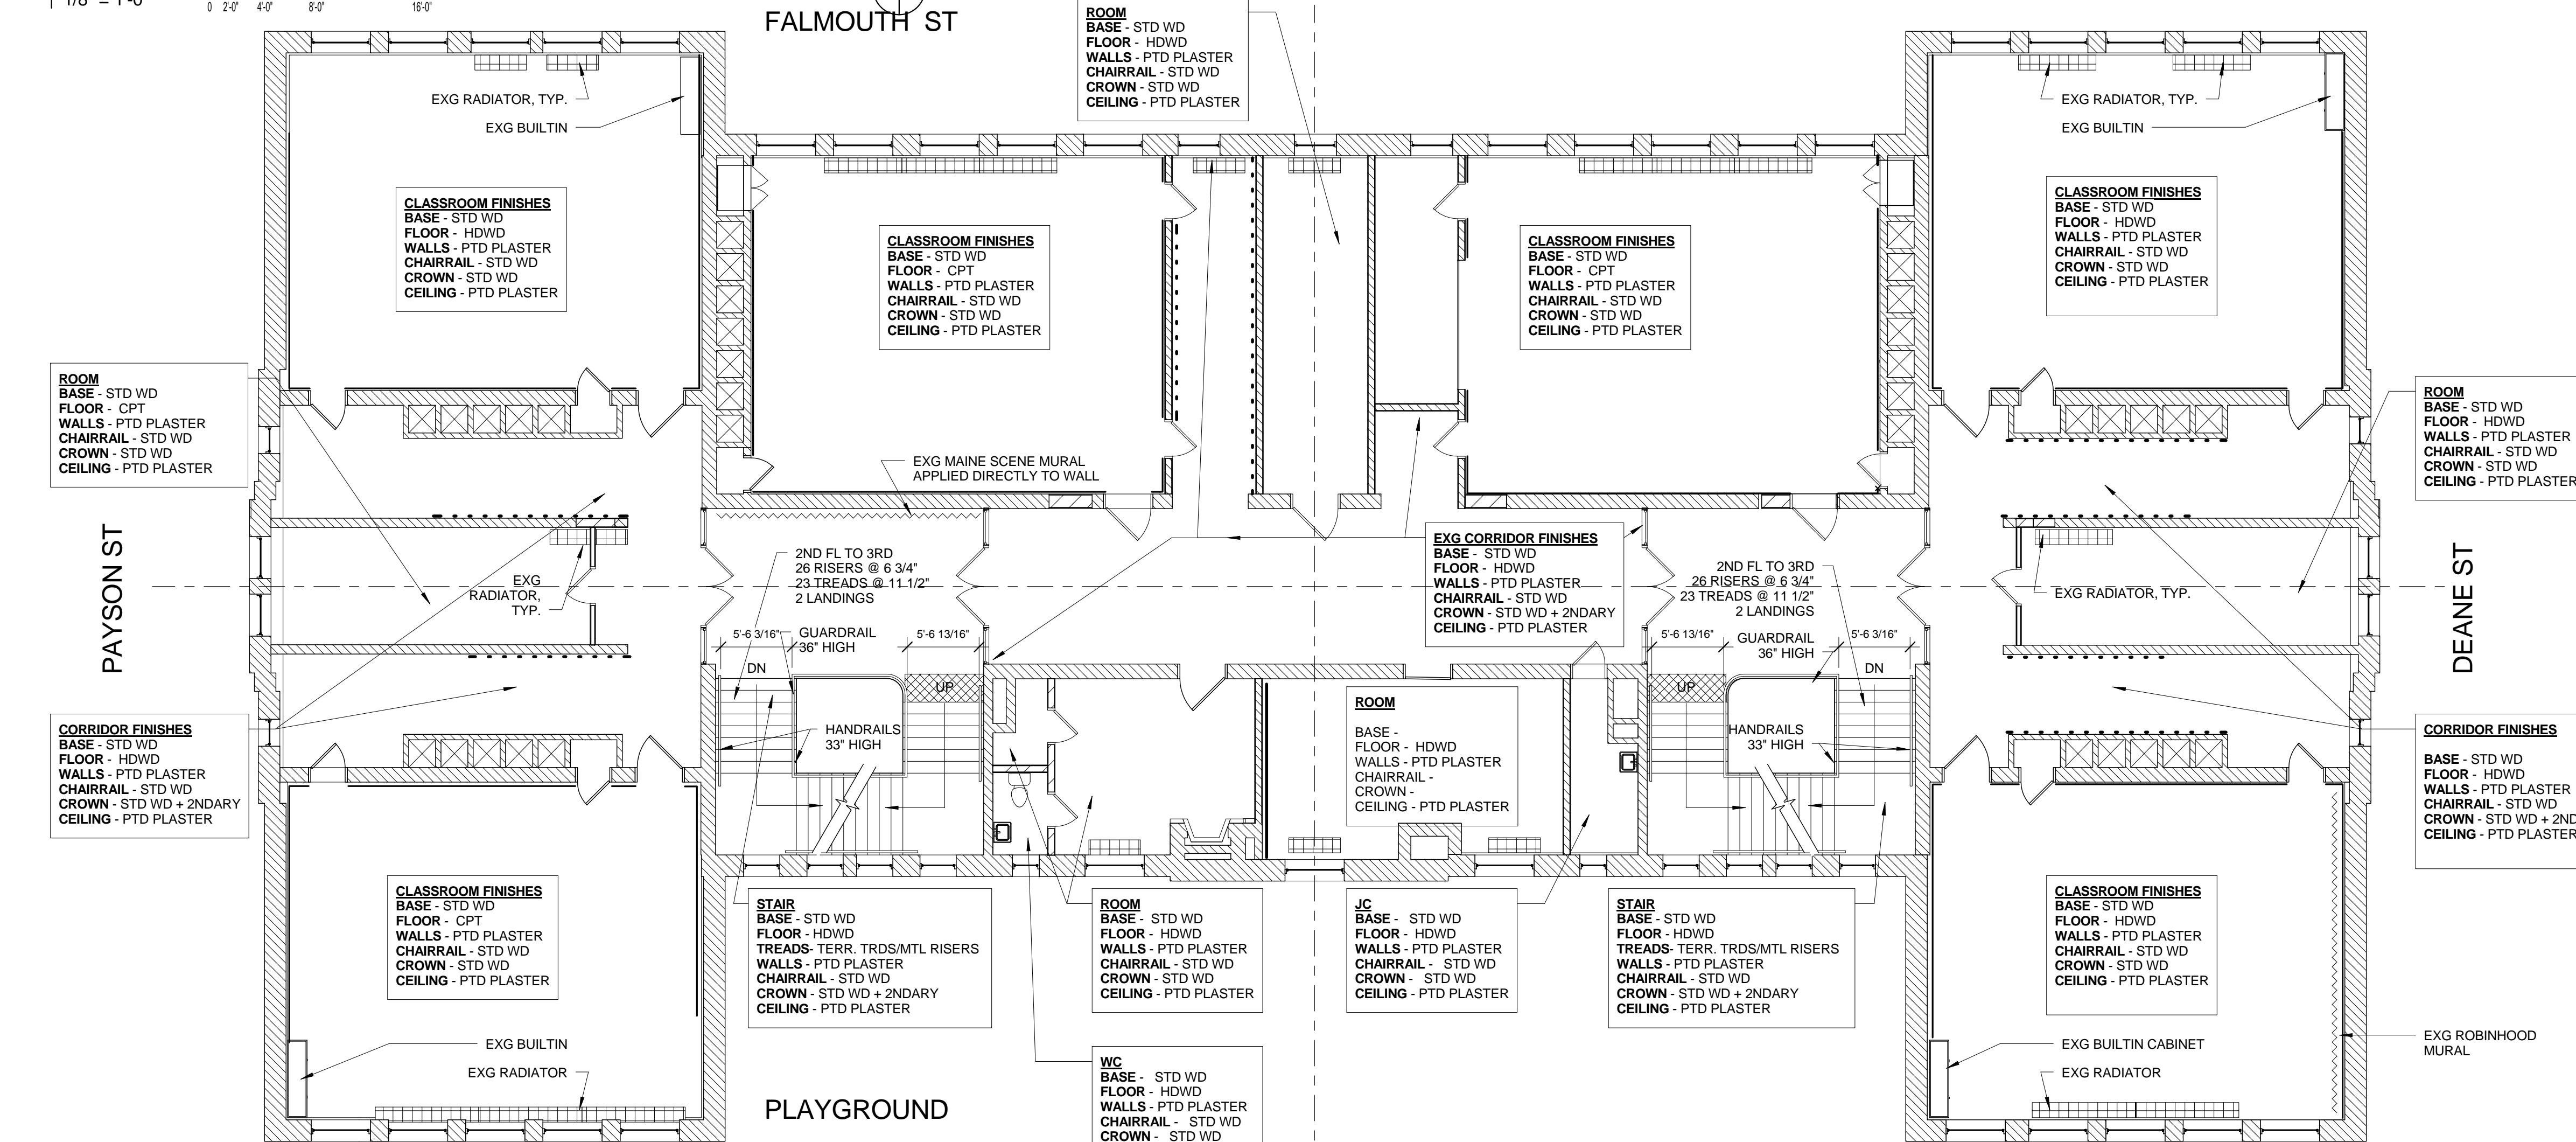 1/8" = 1'-0"
0 2'-0" 4'-0" 8'-0" 16'-0"
FALMOUTH ST
ROOM
BASE - STD WD
FLOOR - HDWD
WALLS - PTD PLASTER
CHAIRRAIL - STD WD
CROWN - STD WD
CEILING - PTD PLASTER
EXG RADIATOR, TYP.
EXG BUILTIN
EXG RADIATOR, TYP.
EXG BUILTIN
CLASSROOM FINISHES
BASE - STD WD
FLOOR - HDWD
WALLS - PTD PLASTER
CHAIRRAIL - STD WD
CROWN - STD WD
CEILING - PTD PLASTER
CLASSROOM FINISHES
BASE - STD WD
FLOOR - CPT
WALLS - PTD PLASTER
CHAIRRAIL - STD WD
CROWN - STD WD
CEILING - PTD PLASTER
CLASSROOM FINISHES
BASE - STD WD
FLOOR - CPT
WALLS - PTD PLASTER
CHAIRRAIL - STD WD
CROWN - STD WD
CEILING - PTD PLASTER
CLASSROOM FINISHES
BASE - STD WD
FLOOR - HDWD
WALLS - PTD PLASTER
CHAIRRAIL - STD WD
CROWN - STD WD
CEILING - PTD PLASTER
ROOM
BASE - STD WD
FLOOR - CPT
WALLS - PTD PLASTER
CHAIRRAIL - STD WD
CROWN - STD WD
CEILING - PTD PLASTER
EXG MAINE SCENE MURAL
APPLIED DIRECTLY TO WALL
ROOM
BASE - STD WD
FLOOR - HDWD
WALLS - PTD PLASTER
CHAIRRAIL - STD WD
CROWN - STD WD
CEILING - PTD PLASTER
PAYSON ST
EXG
RADIATOR,
TYP.
2ND FL TO 3RD
26 RISERS @ 6 3/4"
23 TREADS @ 11 1/2"
2 LANDINGS
EXG CORRIDOR FINISHES
BASE - STD WD
FLOOR - HDWD
WALLS - PTD PLASTER
CHAIRRAIL - STD WD
CROWN - STD WD + 2NDARY
CEILING - PTD PLASTER
2ND FL TO 3RD
26 RISERS @ 6 3/4"
23 TREADS @ 11 1/2"
2 LANDINGS
EXG RADIATOR, TYP.
DEANE ST
5'-6 3/16"
GUARDRAIL
36" HIGH
5'-6 13/16"
5'-6 13/16"
GUARDRAIL
36" HIGH
5'-6 3/16"
DN
UP
UP
DN
HANDRAILS
33" HIGH
HANDRAILS
33" HIGH
ROOM
BASE -
FLOOR - HDWD
WALLS - PTD PLASTER
CHAIRRAIL -
CROWN -
CEILING - PTD PLASTER
CORRIDOR FINISHES
BASE - STD WD
FLOOR - HDWD
WALLS - PTD PLASTER
CHAIRRAIL - STD WD
CROWN - STD WD + 2NDARY
CEILING - PTD PLASTER
CORRIDOR FINISHES
BASE - STD WD
FLOOR - HDWD
WALLS - PTD PLASTER
CHAIRRAIL - STD WD
CROWN - STD WD + 2ND
CEILING - PTD PLASTER
CLASSROOM FINISHES
BASE - STD WD
FLOOR - CPT
WALLS - PTD PLASTER
CHAIRRAIL - STD WD
CROWN - STD WD
CEILING - PTD PLASTER
STAIR
BASE - STD WD
FLOOR - HDWD
TREADS- TERR. TRDS/MTL RISERS
WALLS - PTD PLASTER
CHAIRRAIL - STD WD
CROWN - STD WD + 2NDARY
CEILING - PTD PLASTER
ROOM
BASE - STD WD
FLOOR - HDWD
WALLS - PTD PLASTER
CHAIRRAIL - STD WD
CROWN - STD WD
CEILING - PTD PLASTER
JC
BASE - STD WD
FLOOR - HDWD
WALLS - PTD PLASTER
CHAIRRAIL - STD WD
CROWN - STD WD
CEILING - PTD PLASTER
STAIR
BASE - STD WD
FLOOR - HDWD
TREADS- TERR. TRDS/MTL RISERS
WALLS - PTD PLASTER
CHAIRRAIL - STD WD
CROWN - STD WD + 2NDARY
CEILING - PTD PLASTER
CLASSROOM FINISHES
BASE - STD WD
FLOOR - HDWD
WALLS - PTD PLASTER
CHAIRRAIL - STD WD
CROWN - STD WD
CEILING - PTD PLASTER
EXG BUILTIN
EXG RADIATOR
EXG BUILTIN CABINET
EXG RADIATOR
EXG ROBINHOOD
MURAL
PLAYGROUND
WC
BASE - STD WD
FLOOR - HDWD
WALLS - PTD PLASTER
CHAIRRAIL - STD WD
CROWN - STD WD